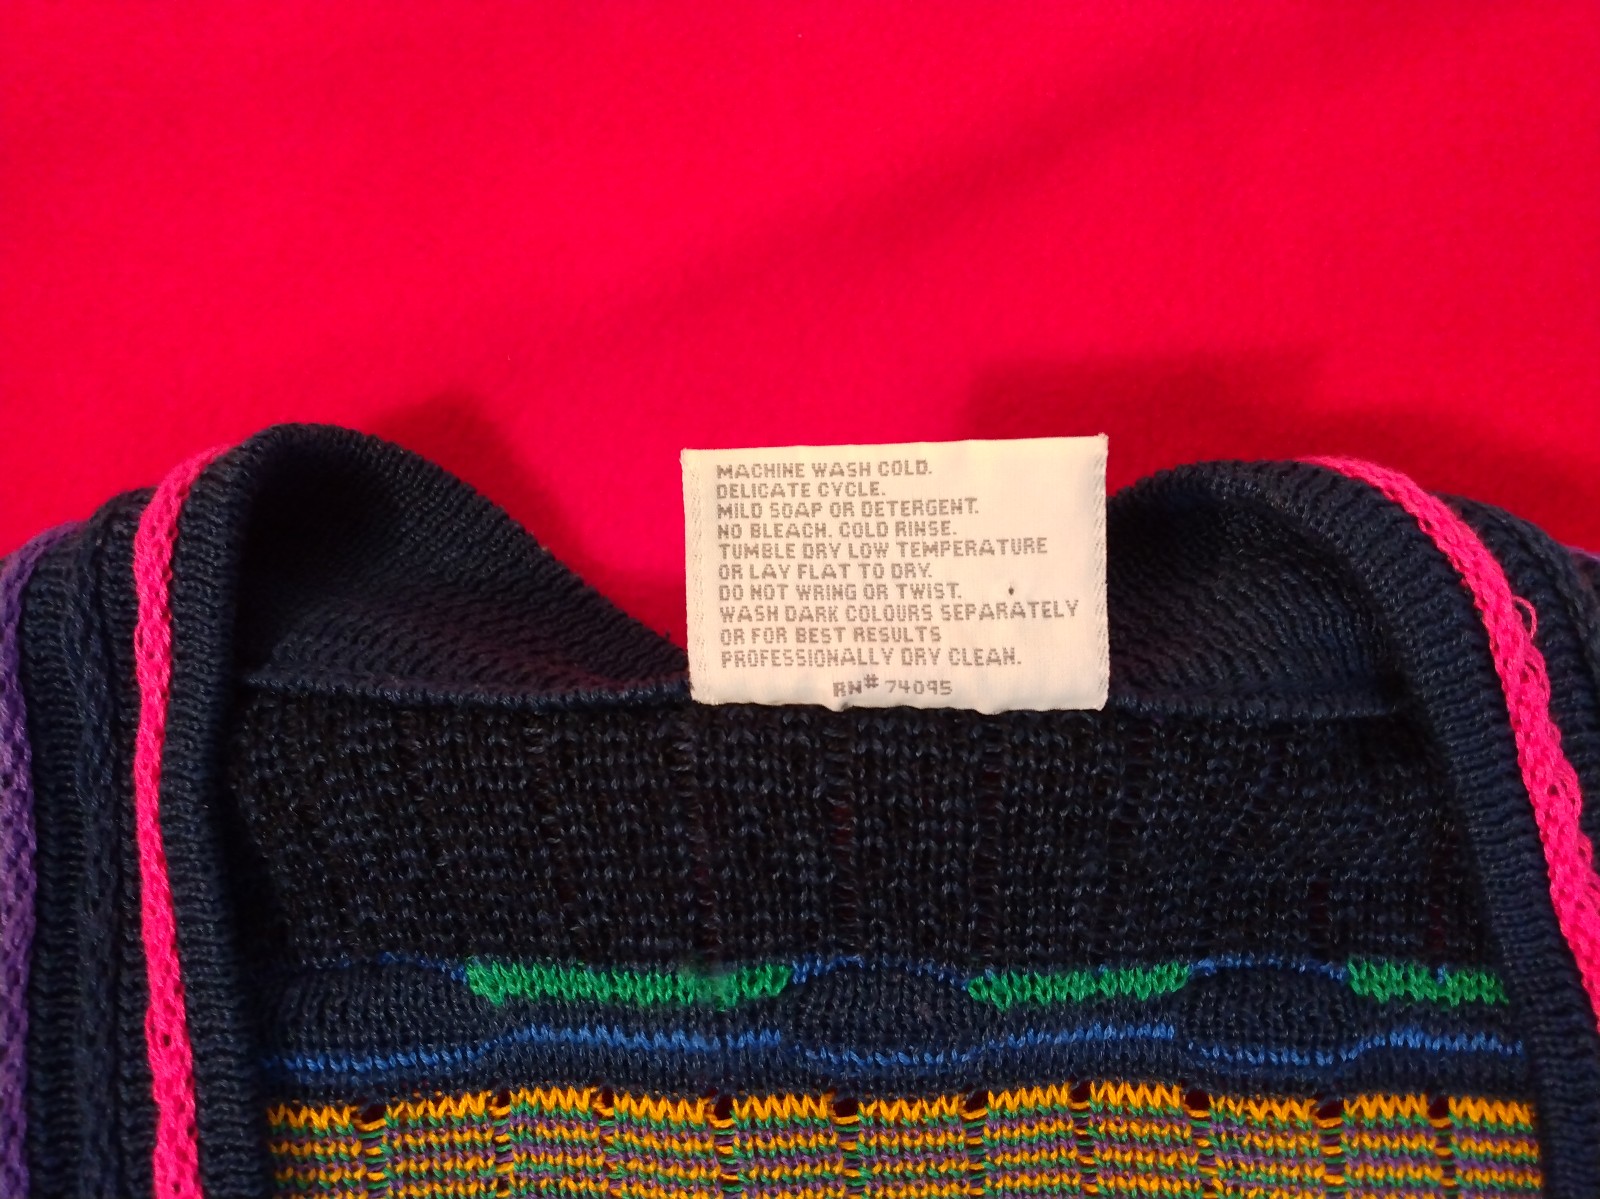 MACHINE WASH COLD.
DELICATE CYCLE.
MILD SOAP OR DETERGENT.
NO BLEACH. COLD RINSE.
TUMBLE DRY LOW TEMPERATURE
OR LAY FLAT TO DRY.
DO NOT WRING OR TWIST.
WASH DARK COLOURS SEPARATELY
OR FOR BEST RESULTS
PROFESSIONALLY DRY CLEAN.
RN# 74095